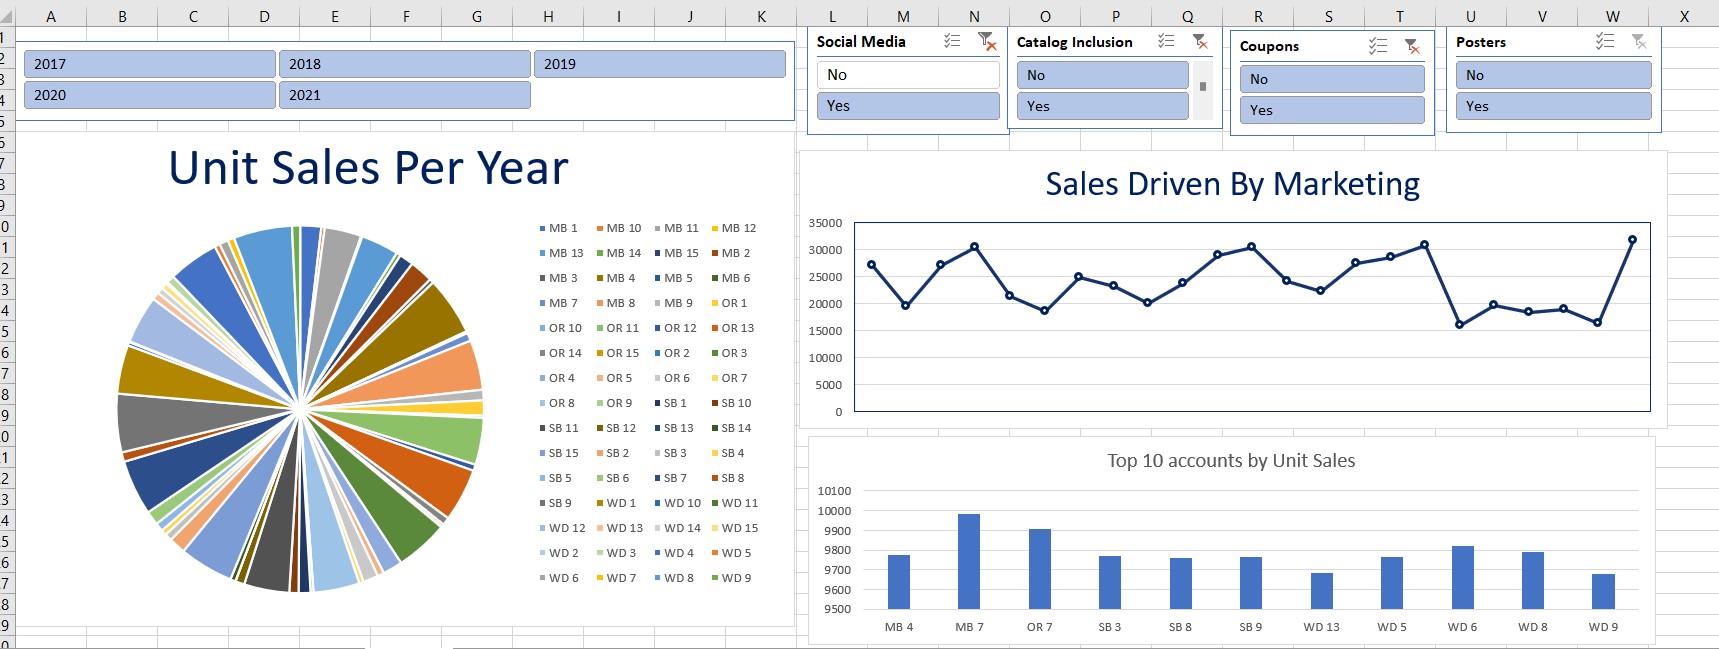 A B C D E F G H I J K L M N O P Q R S T U V W X
1
2
3
4
5
6
7
8
9
0
1
2
3
4
5
6
7
8
9
0
1
2
3
4
5
6
7
8
9
0
2017 2018 2019
2020 2021
Social Media
No
Yes
Catalog Inclusion
No
Yes
Coupons
No
Yes
Posters
No
Yes
Unit Sales Per Year
MB 1 MB 10 MB 11 MB 12
MB 13 MB 14 MB 15 MB 2
MB 3 MB 4 MB 5 MB 6
MB 7 MB 8 MB 9 OR 1
OR 10 OR 11 OR 12 OR 13
OR 14 OR 15 OR 2 OR 3
OR 4 OR 5 OR 6 OR 7
OR 8 OR 9 SB 1 SB 10
SB 11 SB 12 SB 13 SB 14
SB 15 SB 2 SB 3 SB 4
SB 5 SB 6 SB 7 SB 8
SB 9 WD 1 WD 10 WD 11
WD 12 WD 13 WD 14 WD 15
WD 2 WD 3 WD 4 WD 5
WD 6 WD 7 WD 8 WD 9
Sales Driven By Marketing
35000
30000
25000
20000
15000
10000
5000
0
Top 10 accounts by Unit Sales
10100
10000
9900
9800
9700
9600
9500
MB 4 MB 7 OR 7 SB 3 SB 8 SB 9 WD 13 WD 5 WD 6 WD 8 WD 9